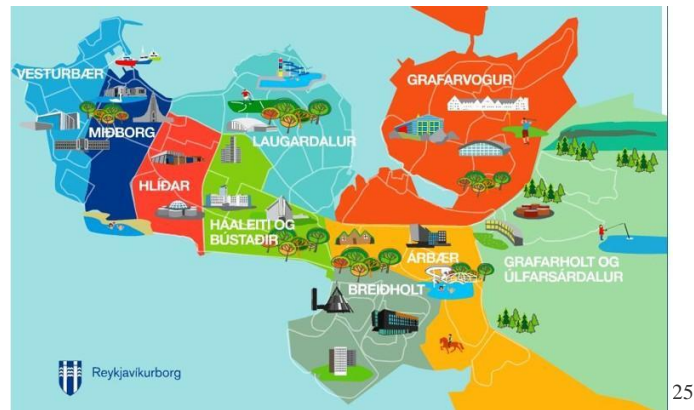 VESTURBÆR
MIÐBORG
HLÍÐAR
LAUGARDALUR
HÁALEITI OG
BÚSTAÐIR
GRAFARVOGUR
ÁRBÆR
BREIÐHOLT
GRAFARHOLT OG
ÚLFARSÁRDALUR
Reykjavíkurborg
25